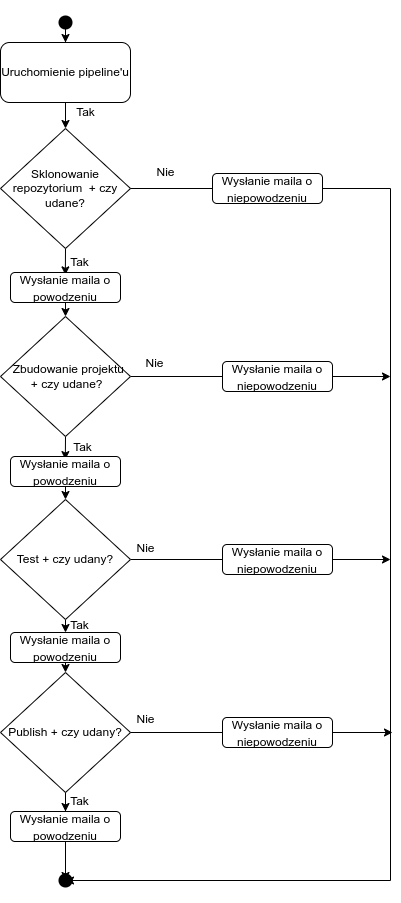 Uruchomienie pipeline'u
Tak
Sklonowanie
repozytorium + czy
udane?
Nie
Wysłanie maila o
niepowodzeniu
Tak
Wysłanie maila o
powodzeniu
Zbudowanie projektu
+ czy udane?
Nie
Wysłanie maila o
niepowodzeniu
Tak
Wysłanie maila o
powodzeniu
Test + czy udany?
Nie
Wysłanie maila o
niepowodzeniu
Tak
Wysłanie maila o
powodzeniu
Publish + czy udany?
Nie
Wysłanie maila o
niepowodzeniu
Tak
Wysłanie maila o
powodzeniu